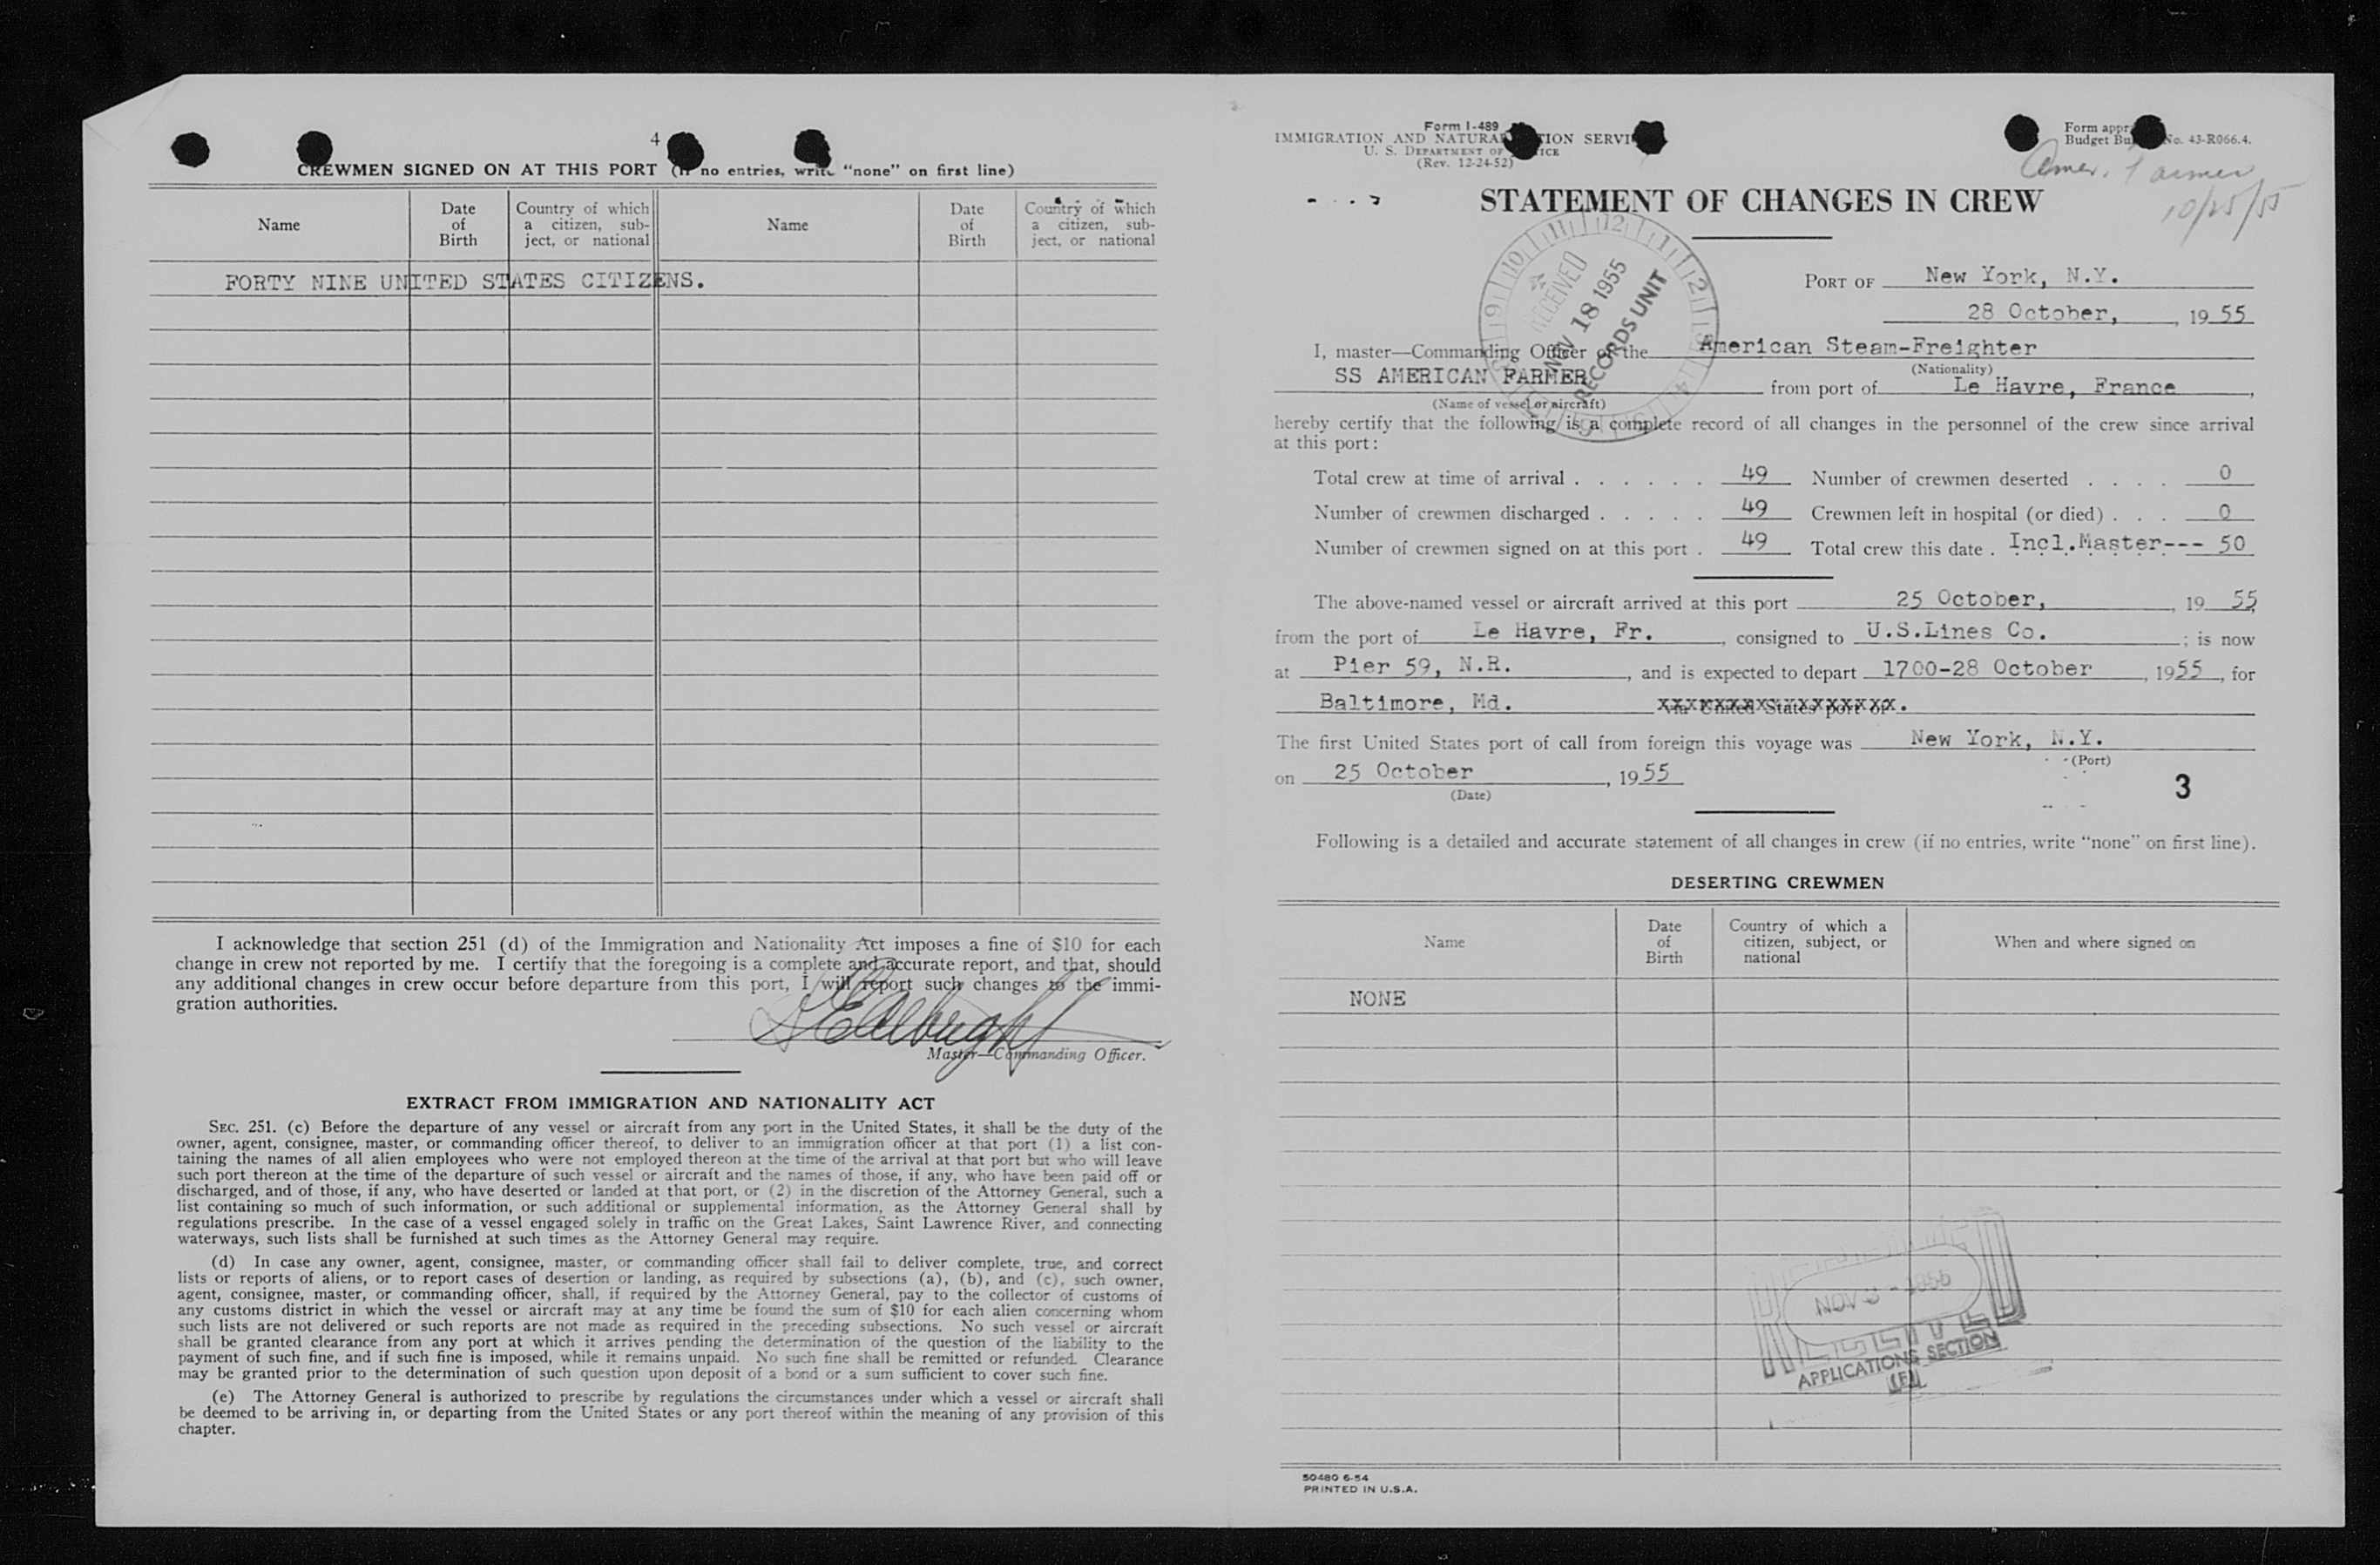 4
CREWMEN SIGNED ON AT THIS PORT (If no entries, write "none" on first line)
Name
Date of Birth
Country of which a citizen, subject, or national
Name
Date of Birth
Country of which a citizen, subject, or national
FORTY NINE UNITED STATES CITIZENS.
I acknowledge that section 251 (d) of the Immigration and Nationality Act imposes a fine of $10 for each
change in crew not reported by me. I certify that the foregoing is a complete and accurate report, and that, should
any additional changes in crew occur before departure from this port, I will report such changes to the immi-
gration authorities.
Master—Commanding Officer.
EXTRACT FROM IMMIGRATION AND NATIONALITY ACT
SEC. 251. (c) Before the departure of any vessel or aircraft from any port in the United States, it shall be the duty of the
owner, agent, consignee, master, or commanding officer thereof, to deliver to an immigration officer at that port (1) a list con-
taining the names of all alien employees who were not employed thereon at the time of the arrival at that port but who will leave
such port thereon at the time of the departure of such vessel or aircraft and the names of those, if any, who have been paid off or
discharged, and of those, if any, who have deserted or landed at that port, or (2) in the discretion of the Attorney General, such a
list containing so much of such information, or such additional or supplemental information, as the Attorney General shall by
regulations prescribe. In the case of a vessel engaged solely in traffic on the Great Lakes, Saint Lawrence River, and connecting
waterways, such lists shall be furnished at such times as the Attorney General may require.
(d) In case any owner, agent, consignee, master, or commanding officer shall fail to deliver complete, true, and correct
lists or reports of aliens, or to report cases of desertion or landing, as required by subsections (a), (b), and (c), such owner,
agent, consignee, master, or commanding officer, shall, if required by the Attorney General, pay to the collector of customs of
any customs district in which the vessel or aircraft may at any time be found the sum of $10 for each alien concerning whom
such lists are not delivered or such reports are not made as required in the preceding subsections. No such vessel or aircraft
shall be granted clearance from any port at which it arrives pending the determination of the question of the liability to the
payment of such fine, and if such fine is imposed, while it remains unpaid. No such fine shall be remitted or refunded. Clearance
may be granted prior to the determination of such question upon deposit of a bond or a sum sufficient to cover such fine.
(e) The Attorney General is authorized to prescribe by regulations the circumstances under which a vessel or aircraft shall
be deemed to be arriving in, or departing from the United States or any port thereof within the meaning of any provision of this
chapter.
Form I-489
IMMIGRATION AND NATURALIZATION SERVICE
U. S. DEPARTMENT OF JUSTICE
(Rev. 12-24-52)
Form appr
Budget Bu No. 43-R066.4.
Amer. Farmer
10/25/55
STATEMENT OF CHANGES IN CREW
RECEIVED
NOV 18 1955
RECORDS UNIT
PORT OF New York, N.Y.
28 October, , 19 55
I, master—Commanding Officer of the American Steam-Freighter
(Nationality)
SS AMERICAN FARMER from port of Le Havre, France ,
(Name of vessel or aircraft)
hereby certify that the following is a complete record of all changes in the personnel of the crew since arrival
at this port:
Total crew at time of arrival . . . . . . 49 Number of crewmen deserted . . . . 0
Number of crewmen discharged . . . . . 49 Crewmen left in hospital (or died) . . . 0
Number of crewmen signed on at this port . 49 Total crew this date . Incl.Master--- 50
The above-named vessel or aircraft arrived at this port 25 October, , 19 55
from the port of Le Havre, Fr. , consigned to U.S.Lines Co. ; is now
at Pier 59, N.R. , and is expected to depart 1700-28 October , 1955 , for
Baltimore, Md. via United States port of .
The first United States port of call from foreign this voyage was New York, N.Y.
(Port)
on 25 October , 19 55
(Date)
3
Following is a detailed and accurate statement of all changes in crew (if no entries, write "none" on first line).
DESERTING CREWMEN
Name
Date of Birth
Country of which a citizen, subject, or national
When and where signed on
NONE
RECEIVED
APPLICATIONS SECTION
50480 6-54
PRINTED IN U.S.A.